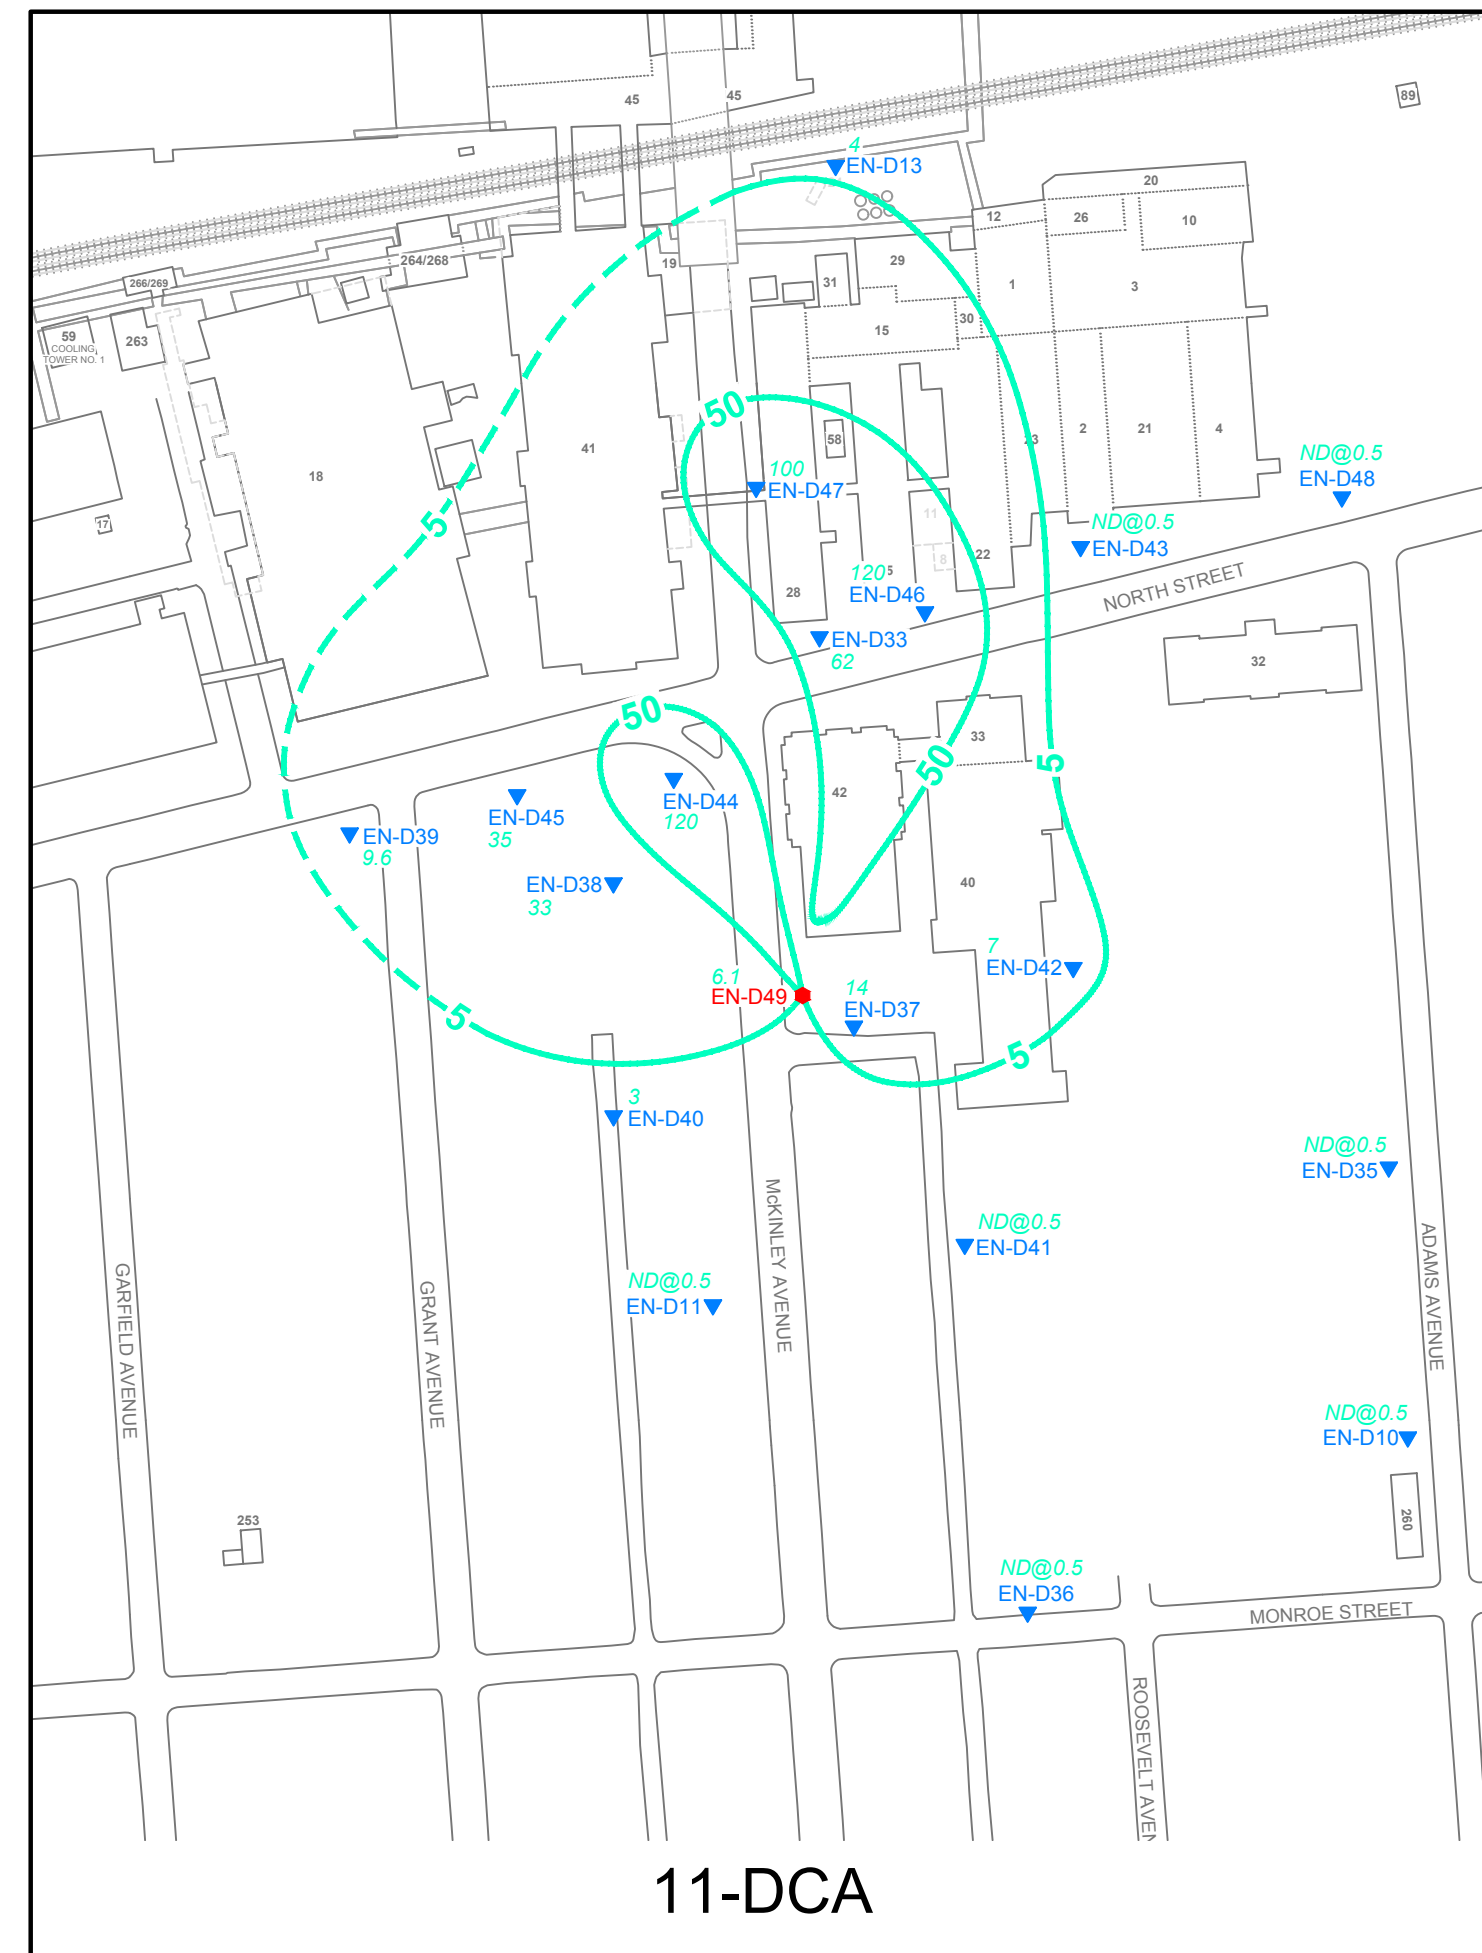 45
45
89
4
EN-D13
20
12
26
10
264/268
19
29
266/269
31
1
3
59
COOLING
TOWER NO. 1
263
30
15
50
58
23
2
21
4
41
18
100
EN-D47
ND@0.5
EN-D48
5
17
11
ND@0.5
EN-D43
22
8
120
5
EN-D46
28
NORTH STREET
EN-D33
62
32
50
33
50
5
EN-D44
120
42
EN-D45
35
EN-D39
9.6
EN-D38
33
40
7
EN-D42
6.1
EN-D49
14
EN-D37
5
5
3
EN-D40
ND@0.5
EN-D35
McKINLEY AVENUE
ND@0.5
EN-D41
ADAMS AVENUE
GARFIELD AVENUE
GRANT AVENUE
ND@0.5
EN-D11
ND@0.5
EN-D10
253
260
ND@0.5
EN-D36
MONROE STREET
ROOSEVELT AVEN
11-DCA